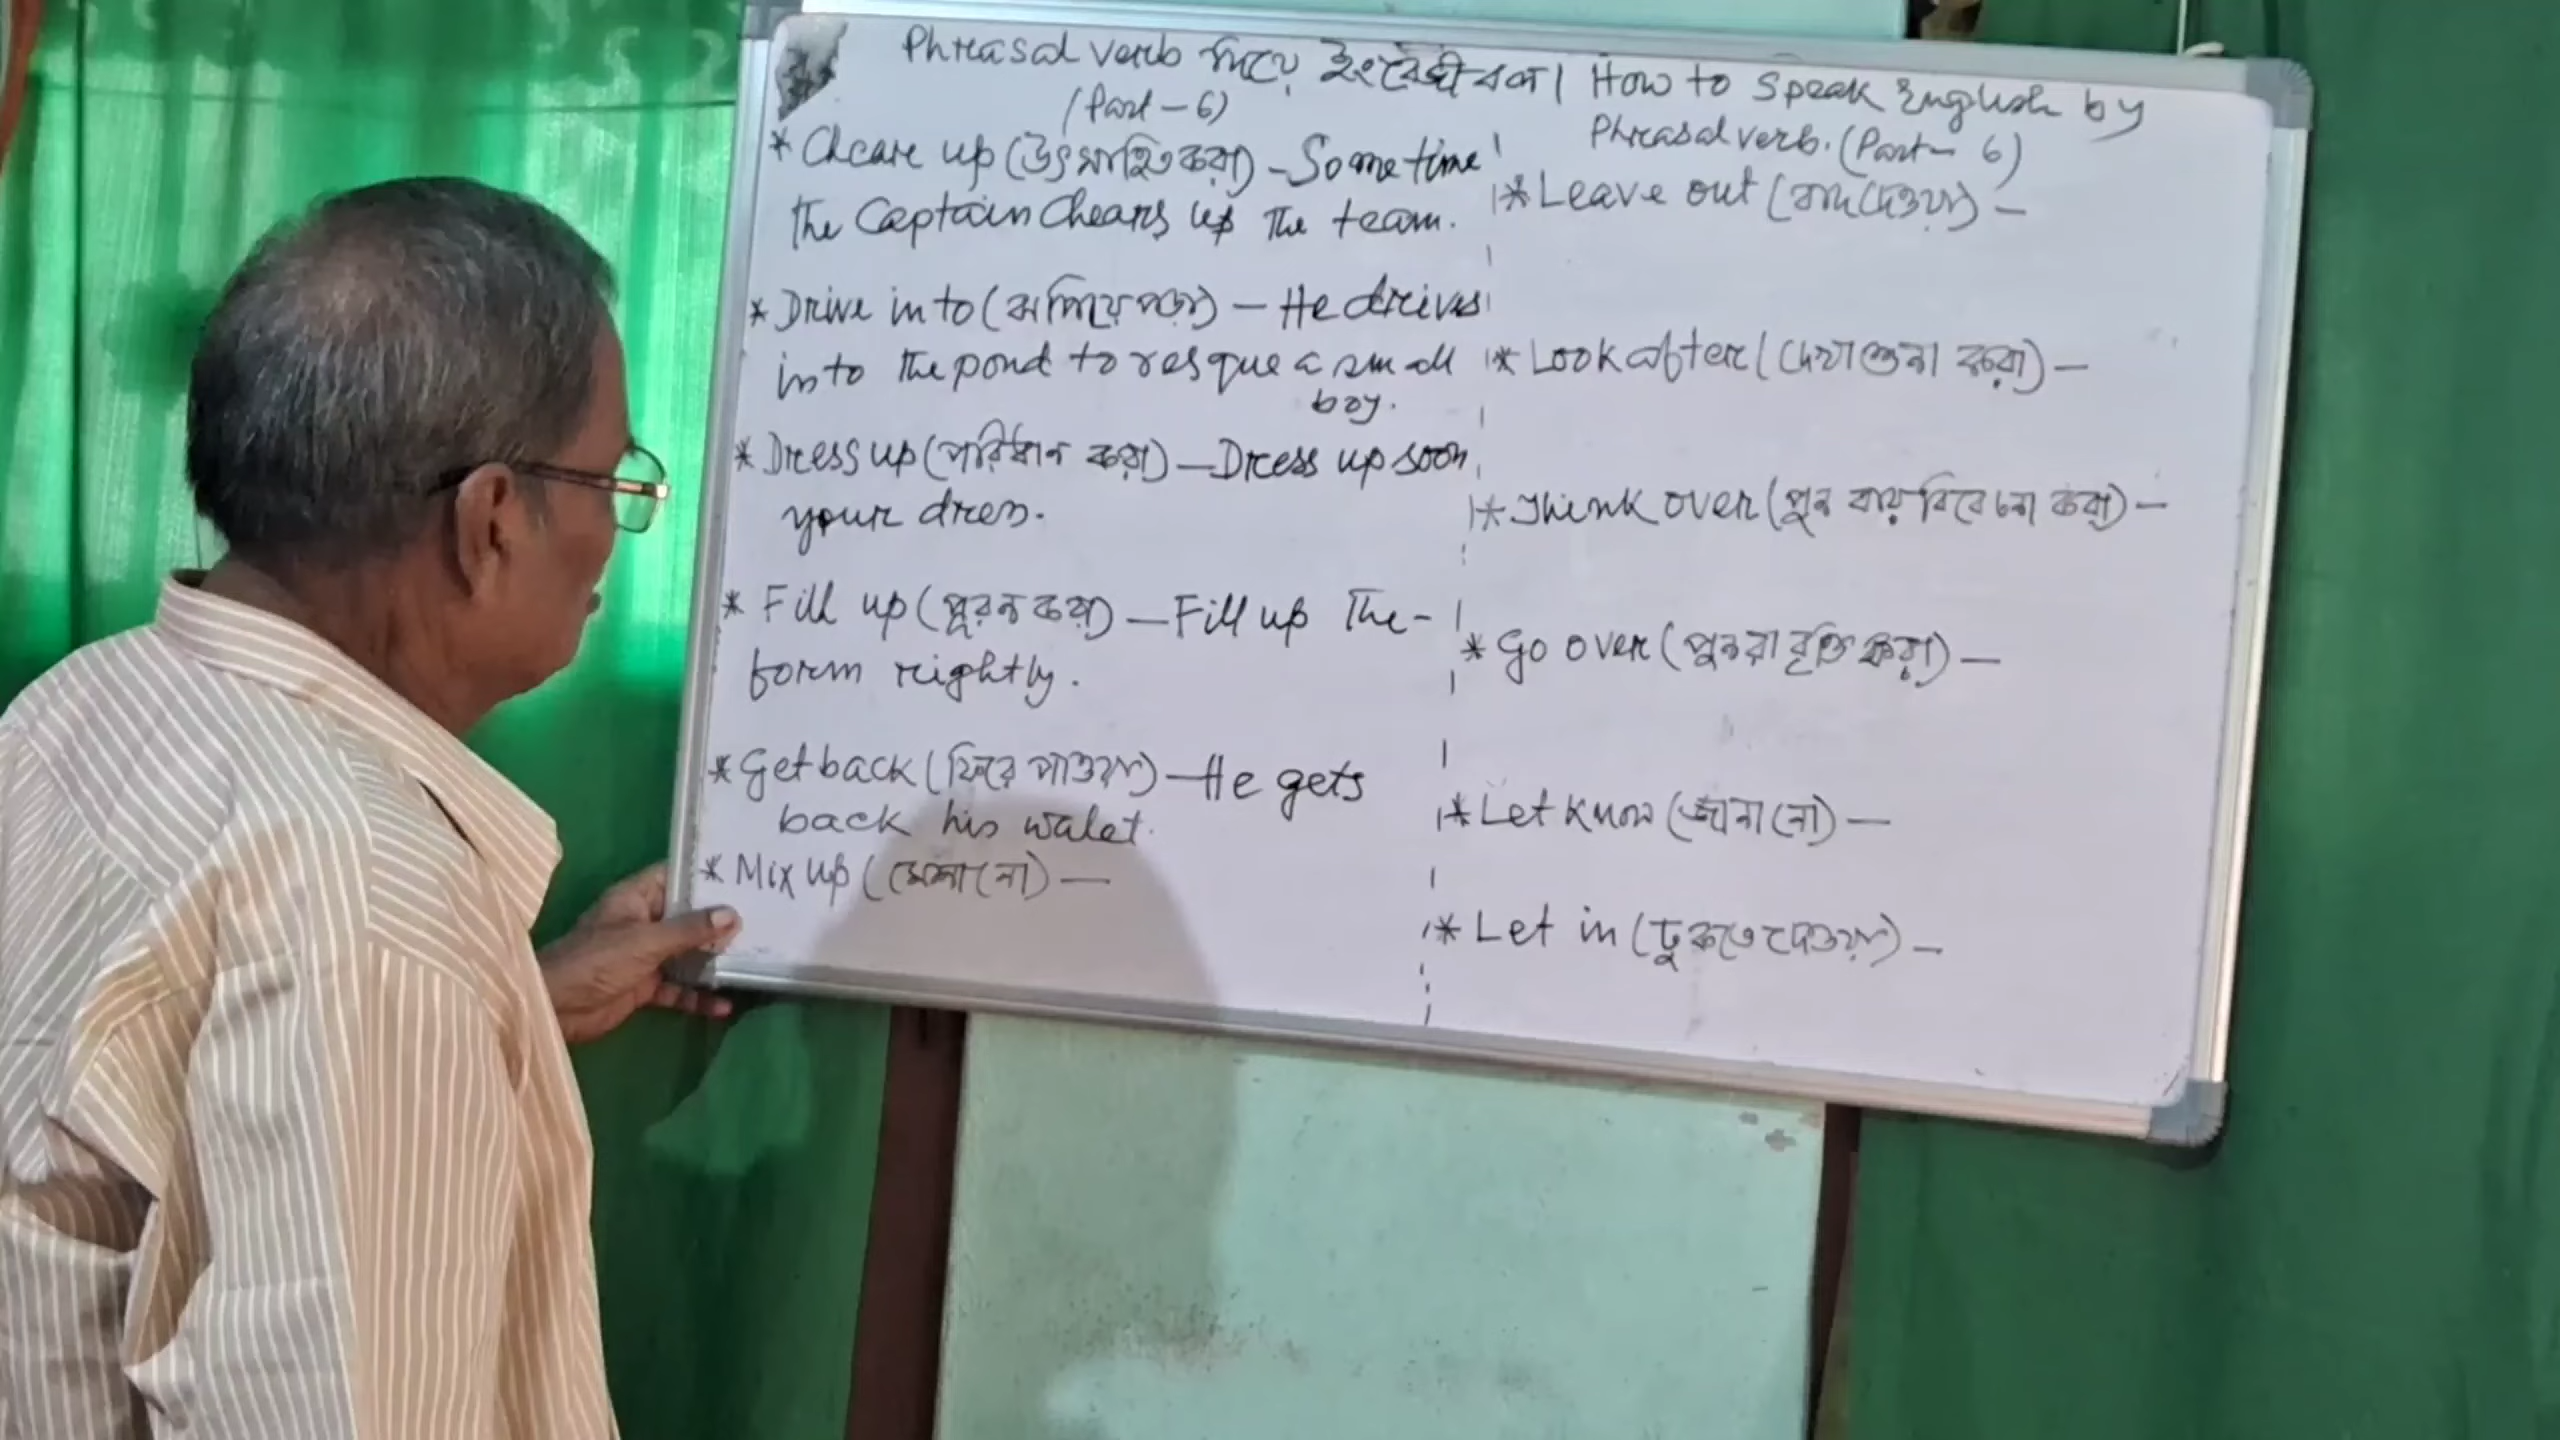 Phrasal verb দিয়ে ইংরেজী বলা। How to Speak English by
(Part-6)
Phrasal verb. (Part- 6)
* Cheare up (উৎসাহিত করা) - Sometime
the Captain Chears up the team.
* Drive into (ঝাঁপিয়ে পড়া) - He drives
into the pond to resque a small
boy.
* Dress up (পরিধান করা) - Dress up soon
your dress.
* Fill up (পূরন করা) - Fill up The-
form rightly.
* Get back (ফিরে পাওয়া) - He gets
back his walet.
* Mix up (মেশানো) -
* Leave out (বাদ দেওয়া) -
* Look after (দেখাশুনা করা) -
* Think over (পুনরায় বিবেচনা করা) -
* Go over (পুনরাবৃত্তি করা) -
* Let know (জানানো) -
* Let in (ঢুকতে দেওয়া) -